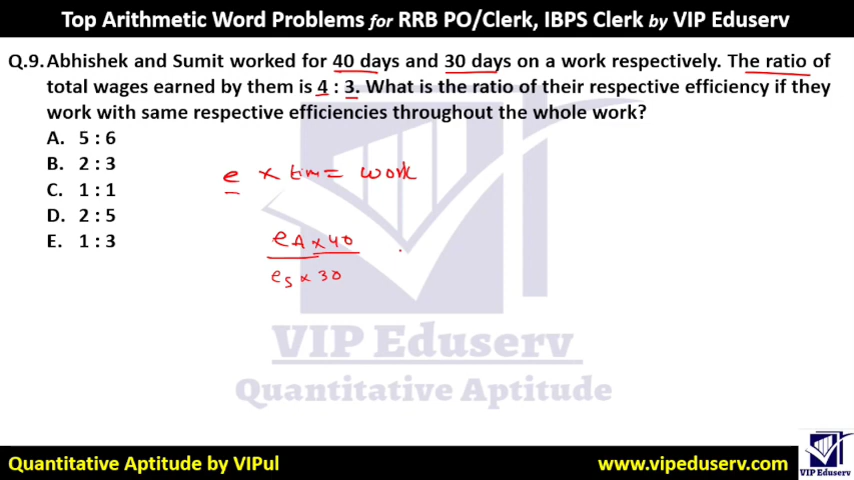 Top Arithmetic Word Problems for RRB PO/Clerk, IBPS Clerk by VIP Eduserv
Q.9. Abhishek and Sumit worked for 40 days and 30 days on a work respectively. The ratio of
total wages earned by them is 4 : 3. What is the ratio of their respective efficiency if they
work with same respective efficiencies throughout the whole work?
A. 5 : 6
B. 2 : 3
C. 1 : 1
D. 2 : 5
E. 1 : 3
e × tim = work
eA × 40
eS × 30
VIP Eduserv
Quantitative Aptitude
Quantitative Aptitude by VIPul
www.vipeduserv.com
VIP Eduserv